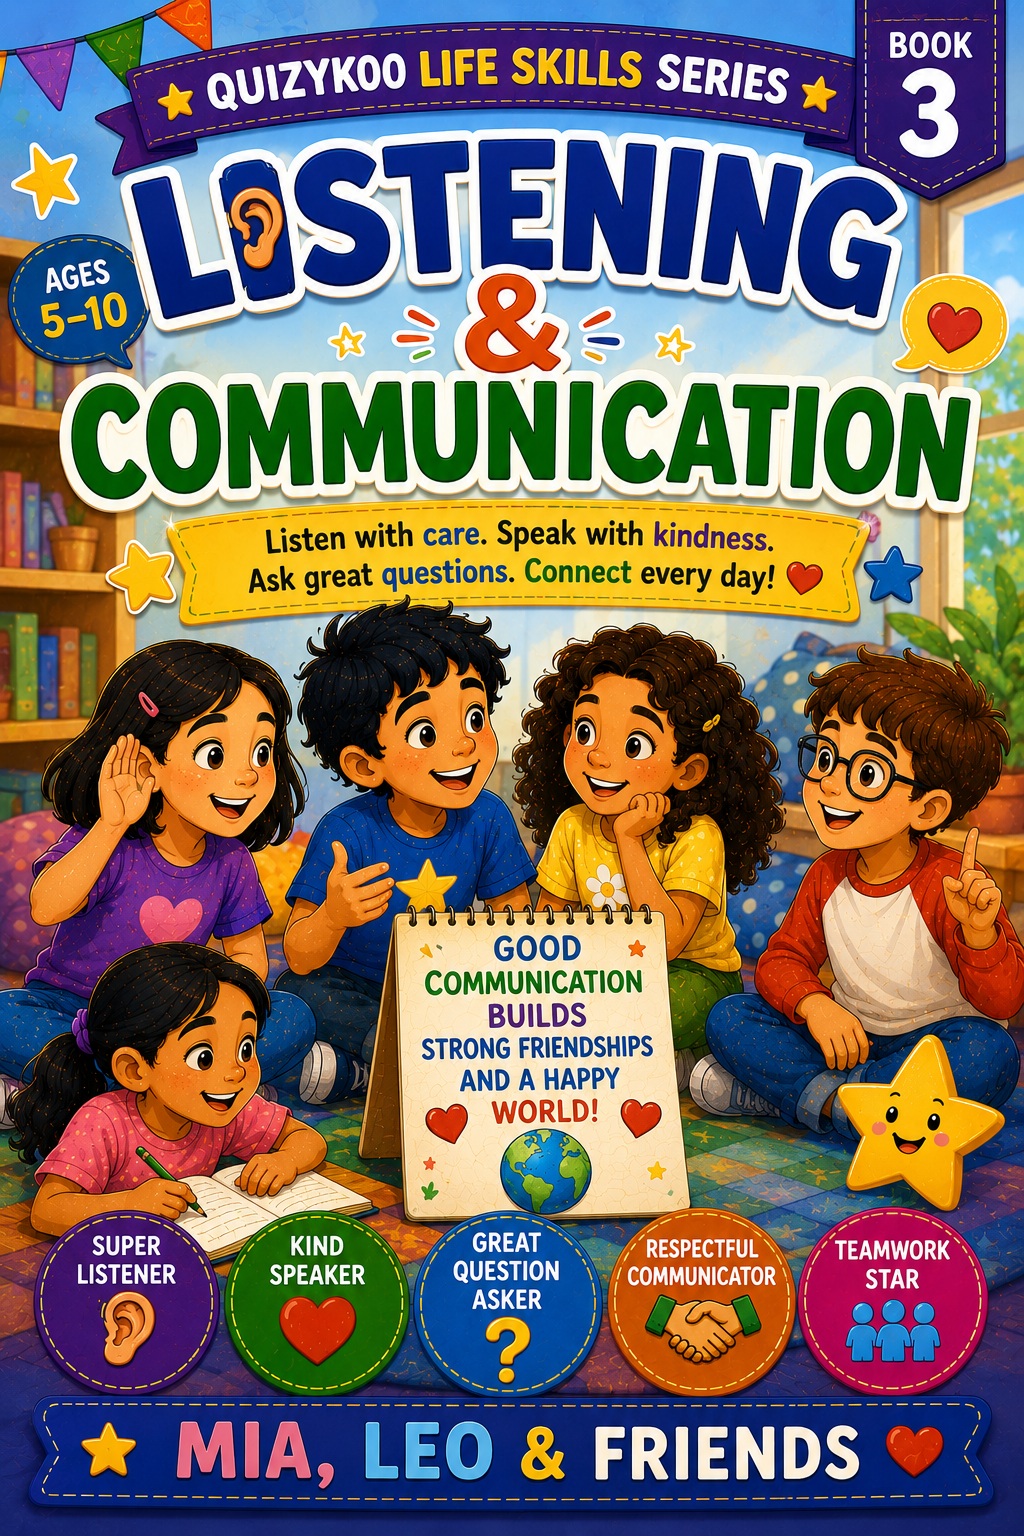 QUIZYKOO LIFE SKILLS SERIES
BOOK
3
LISTENING
AGES
5-10
&
COMMUNICATION
Listen with care. Speak with kindness.
Ask great questions. Connect every day!
GOOD
COMMUNICATION
BUILDS
STRONG FRIENDSHIPS
AND A HAPPY
WORLD!
SUPER
LISTENER
KIND
SPEAKER
GREAT
QUESTION
ASKER
?
RESPECTFUL
COMMUNICATOR
TEAMWORK
STAR
MIA, LEO & FRIENDS